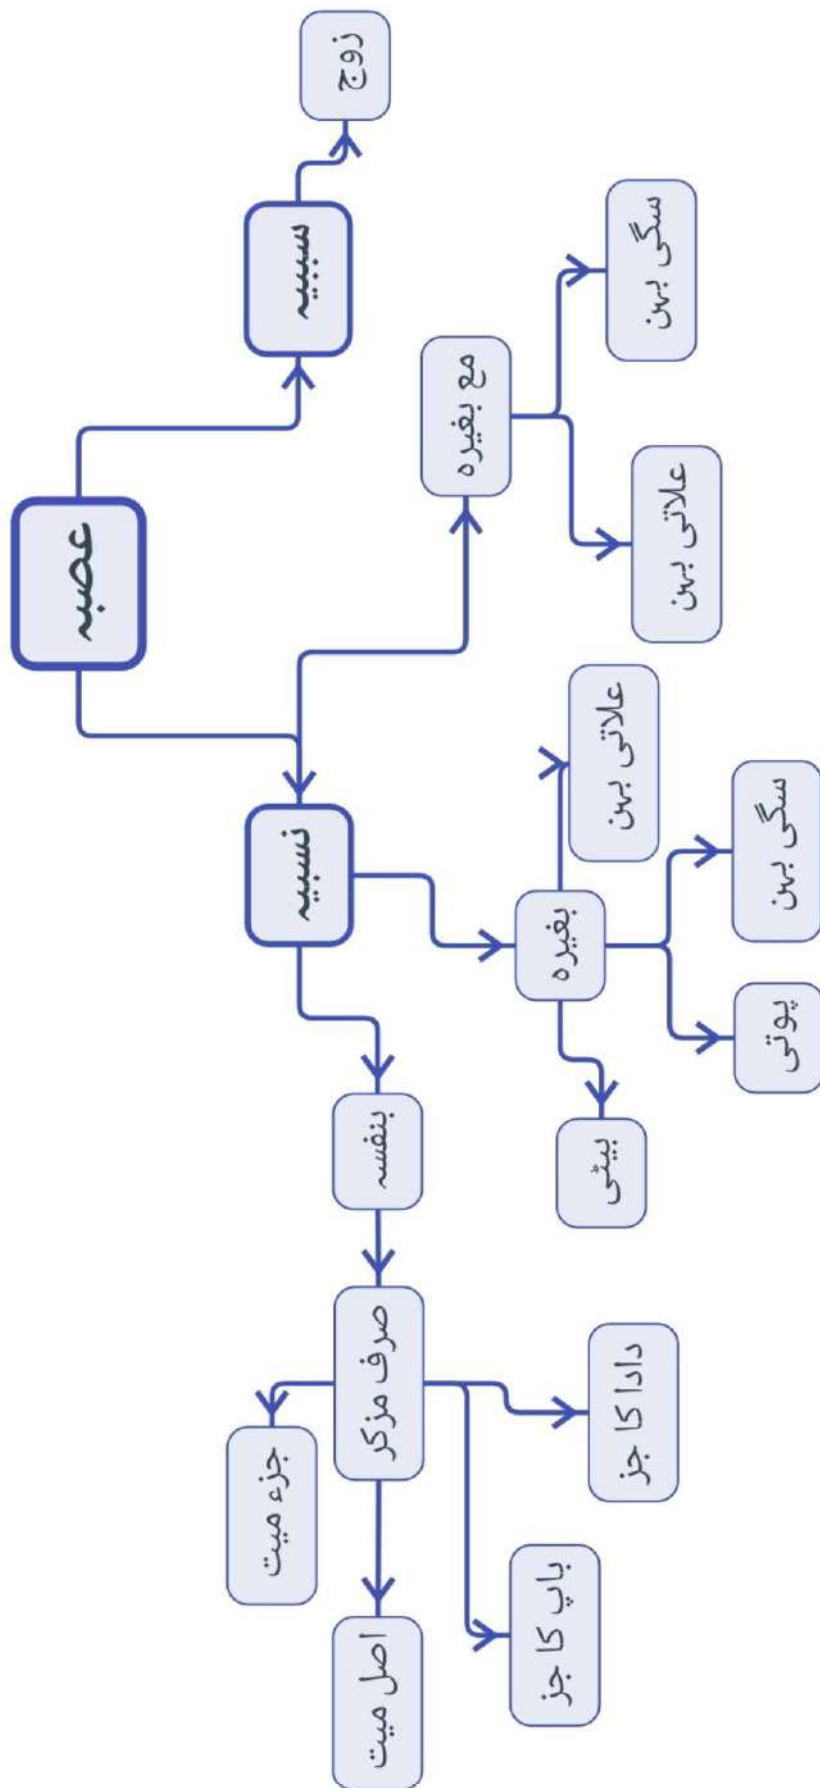 عصبہ
سببیہ
زوج
نسبیہ
مع بغیرہ
سگی بہن
علاتی بہن
بغیرہ
علاتی بہن
سگی بہن
پوتی
بیٹی
بنفسہ
صرف مزکر
جزء میت
اصل میت
باپ کا جز
دادا کا جز